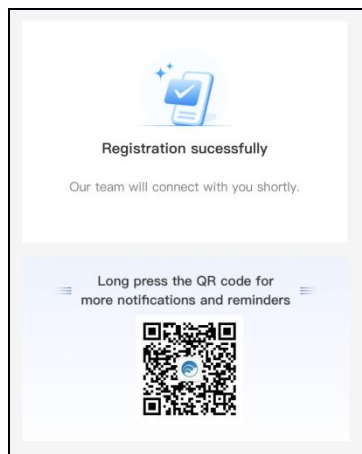 Registration sucessfully
Our team will connect with you shortly.
Long press the QR code for
more notifications and reminders